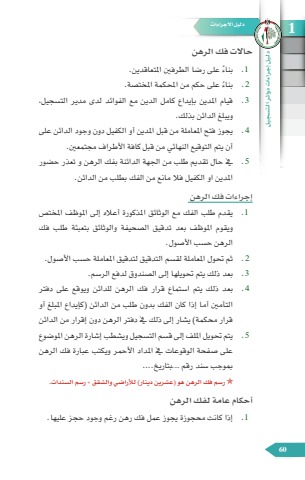 دليل الاجراءات
1
دليل اجراءات دوائر التسجيل
حالات فك الرهن
1. بناءً على رضا الطرفين المتعاقدين.
2. بناءً على حكم من المحكمة المختصة.
3. قيام المدين بإيداع كامل الدين مع الفوائد لدى مدير التسجيل،
ويبلغ الدائن بذلك.
4. يجوز فتح المعاملة من قبل المدين أو الكفيل دون وجود الدائن على
أن يتم التوقيع النهائي من قبل كافة الأطراف مجتمعين.
5. في حال تقديم طلب من الجهة الدائنة بفك الرهن و تعذر حضور
المدين او الكفيل فلا مانع من الفك بطلب من الدائن.
إجراءات فك الرهن
1. يقدم طلب الفك مع الوثائق المذكورة أعلاه إلى الموظف المختص
ويقوم الموظف بعد تدقيق الصحيفة والوثائق بتعبئة طلب فك
الرهن حسب الأصول.
2. ثم تحول المعاملة لقسم التدقيق لتدقيق المعاملة حسب الأصول.
3. بعد ذلك يتم تحويلها إلى الصندوق لدفع الرسم.
4. بعد ذلك يتم استماع قرار فك الرهن للدائن ويوقع على دفتر
التأمين أما إذا كان الفك بدون طلب من الدائن (كإيداع المبلغ أو
قرار محكمة) يشار إلى ذلك في دفتر الرهن دون إقرار من الدائن
5. يتم تحويل الملف إلى قسم التسجيل ويشطب إشارة الرهن الموضوع
على صفحة الوقوعات في المداد الأحمر ويكتب عبارة فك الرهن
بموجب سند رقم ...بتاريخ....
* رسم فك الرهن هو (عشرين دينار) للأراضي والشقق + رسم السندات.
أحكام عامة لفك الرهن
1. إذا كانت محجوزة يجوز عمل فك رهن رغم وجود حجز عليها.
60